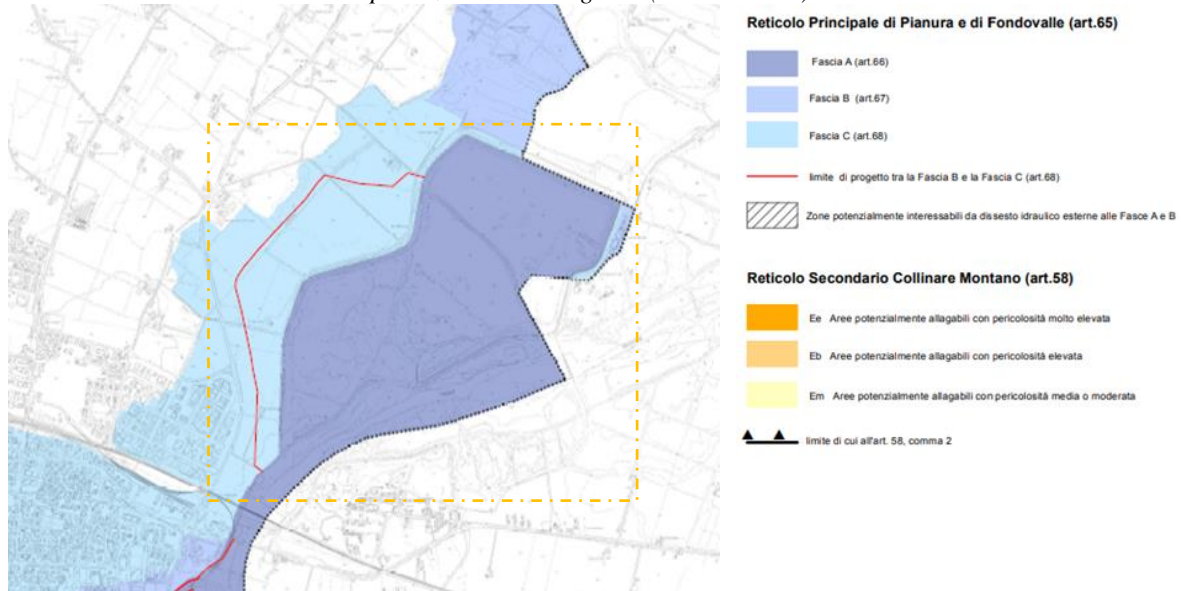 Reticolo Principale di Pianura e di Fondovalle (art.65)
Fascia A (art.66)
Fascia B (art.67)
Fascia C (art.68)
limite di progetto tra la Fascia B e la Fascia C (art.68)
Zone potenzialmente interessabili da dissesto idraulico esterne alle Fasce A e B
Reticolo Secondario Collinare Montano (art.58)
Ee Aree potenzialmente allagabili con pericolosità molto elevata
Eb Aree potenzialmente allagabili con pericolosità elevata
Em Aree potenzialmente allagabili con pericolosità media o moderata
limite di cui all'art. 58, comma 2